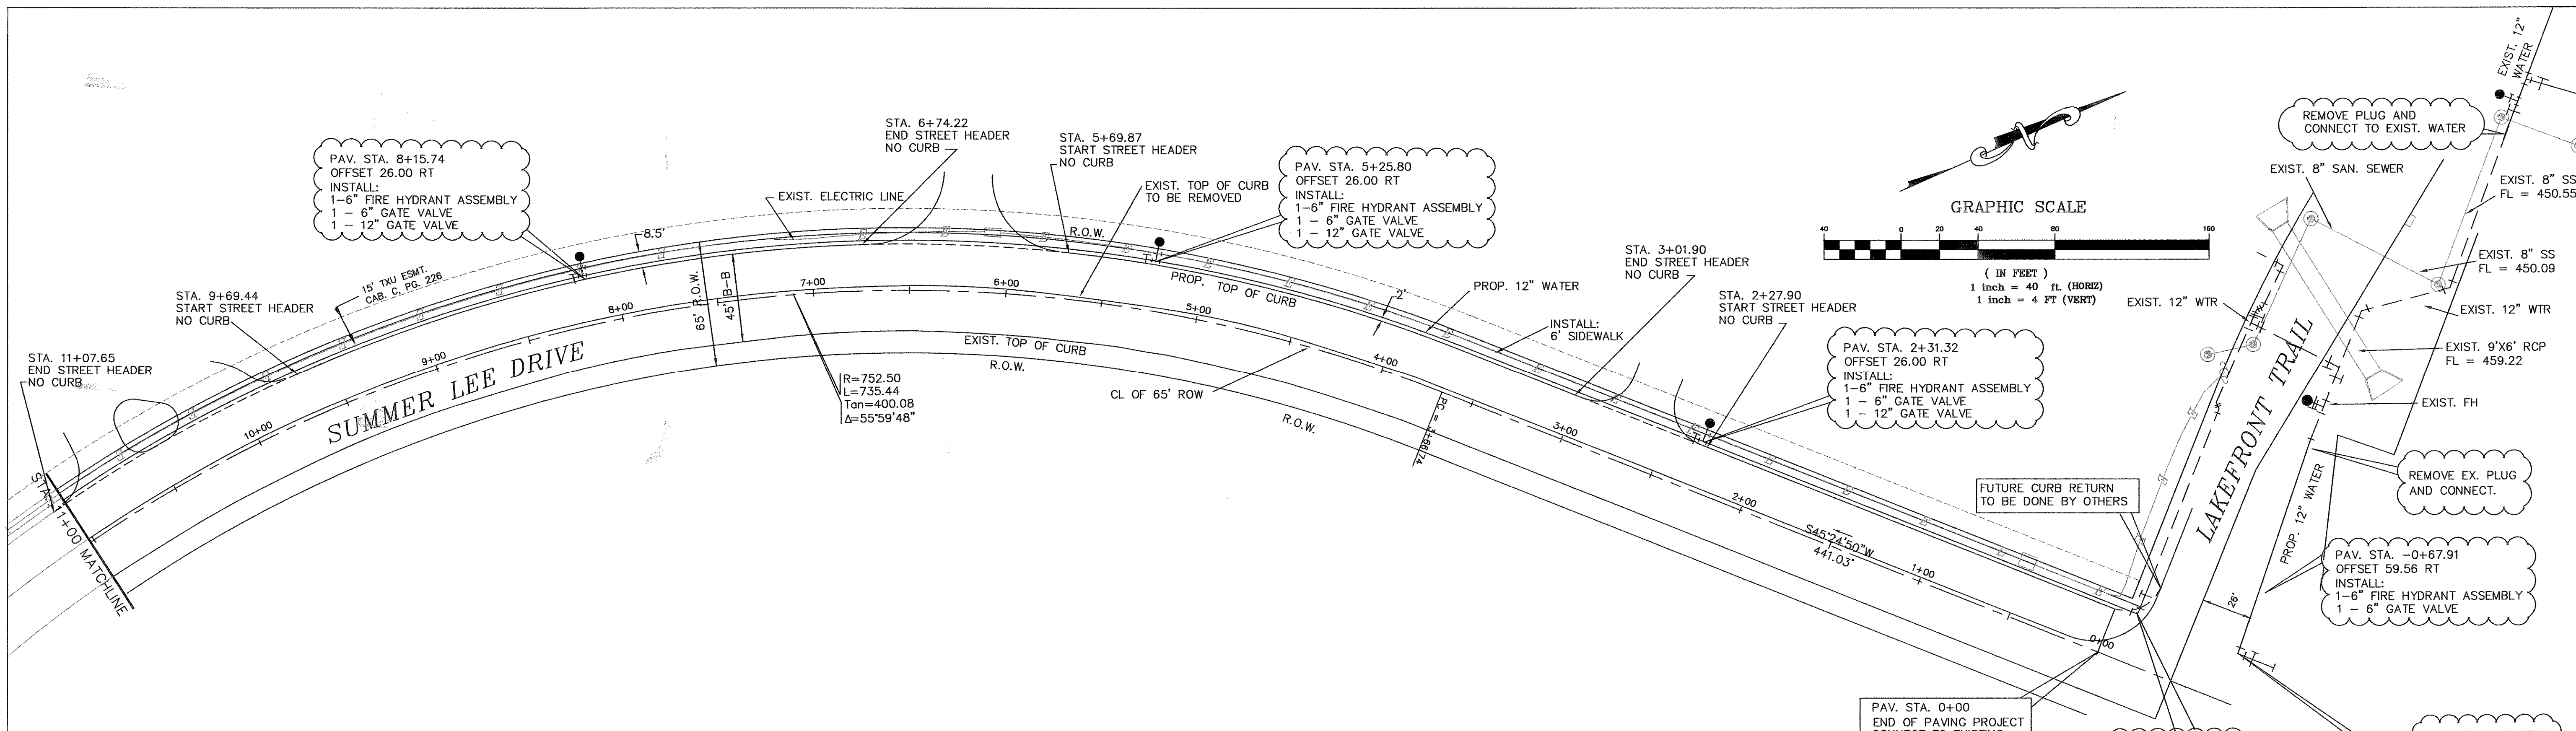 PAV. STA. 8+15.74
OFFSET 26.00 RT
INSTALL:
1-6" FIRE HYDRANT ASSEMBLY
1 - 6" GATE VALVE
1 - 12" GATE VALVE
STA. 6+74.22
END STREET HEADER
NO CURB
STA. 5+69.87
START STREET HEADER
NO CURB
PAV. STA. 5+25.80
OFFSET 26.00 RT
INSTALL:
1-6" FIRE HYDRANT ASSEMBLY
1 - 6" GATE VALVE
1 - 12" GATE VALVE
EXIST. ELECTRIC LINE
EXIST. TOP OF CURB
TO BE REMOVED
R.O.W.
8.5'
15' TXU ESMT.
CAB. C, PG. 226
STA. 9+69.44
START STREET HEADER
NO CURB
STA. 11+07.65
END STREET HEADER
NO CURB
STA 11+00 MATCHLINE
10+00
9+00
8+00
7+00
6+00
5+00
4+00
3+00
2+00
1+00
0+00
SUMMER LEE DRIVE
65' R.O.W.
45' B-B
R=752.50
L=735.44
Tan=400.08
Δ=55°59'48"
EXIST. TOP OF CURB
R.O.W.
PROP. TOP OF CURB
2'
PROP. 12" WATER
INSTALL:
6' SIDEWALK
CL OF 65' ROW
R.O.W.
PC = 3+66.74
STA. 3+01.90
END STREET HEADER
NO CURB
STA. 2+27.90
START STREET HEADER
NO CURB
PAV. STA. 2+31.32
OFFSET 26.00 RT
INSTALL:
1-6" FIRE HYDRANT ASSEMBLY
1 - 6" GATE VALVE
1 - 12" GATE VALVE
S45°24'50"W
441.03'
N
GRAPHIC SCALE
40 0 20 40 80 160
( IN FEET )
1 inch = 40 ft. (HORIZ)
1 inch = 4 FT (VERT)
EXIST. 12"
WATER
REMOVE PLUG AND
CONNECT TO EXIST. WATER
EXIST. 8" SAN. SEWER
EXIST. 8" SS
FL = 450.55
EXIST. 8" SS
FL = 450.09
EXIST. 12" WTR
EXIST. 12" WTR
EXIST. 9'X6' RCP
FL = 459.22
EXIST. FH
LAKEFRONT TRAIL
REMOVE EX. PLUG
AND CONNECT.
PROP. 12" WATER
FUTURE CURB RETURN
TO BE DONE BY OTHERS
26'
PAV. STA. -0+67.91
OFFSET 59.56 RT
INSTALL:
1-6" FIRE HYDRANT ASSEMBLY
1 - 6" GATE VALVE
PAV. STA. 0+00
END OF PAVING PROJECT